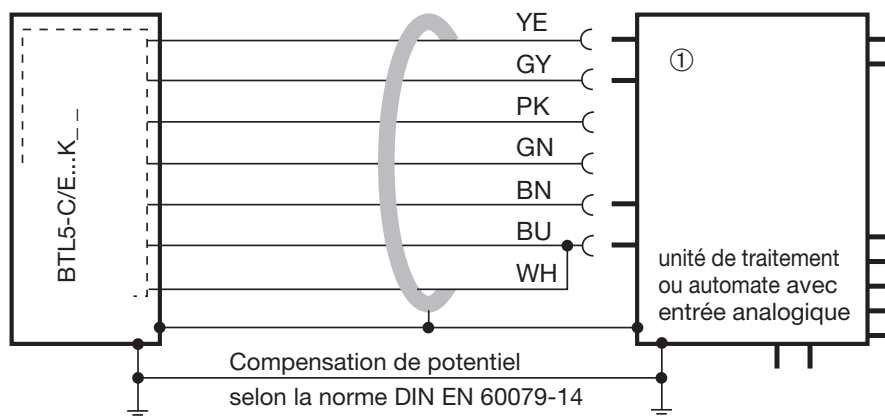 BTL5-C/E...K_ _
YE
GY
PK
GN
BN
BU
WH
①
unité de traitement
ou automate avec
entrée analogique
Compensation de potentiel
selon la norme DIN EN 60079-14